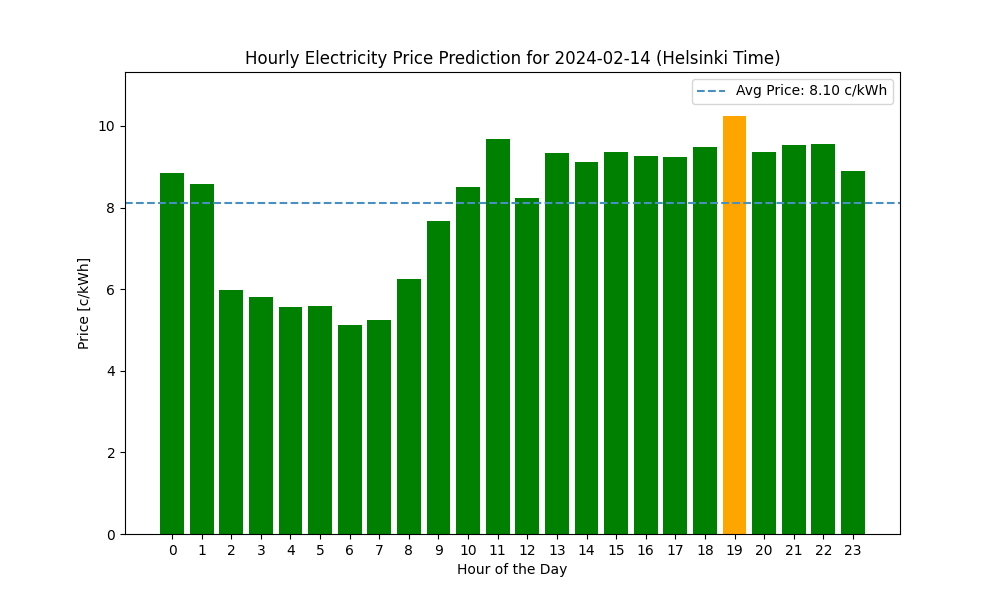 Hourly Electricity Price Prediction for 2024-02-14 (Helsinki Time)
Avg Price: 8.10 c/kWh
Price [c/kWh]
10
8
6
4
2
0
0 1 2 3 4 5 6 7 8 9 10 11 12 13 14 15 16 17 18 19 20 21 22 23
Hour of the Day